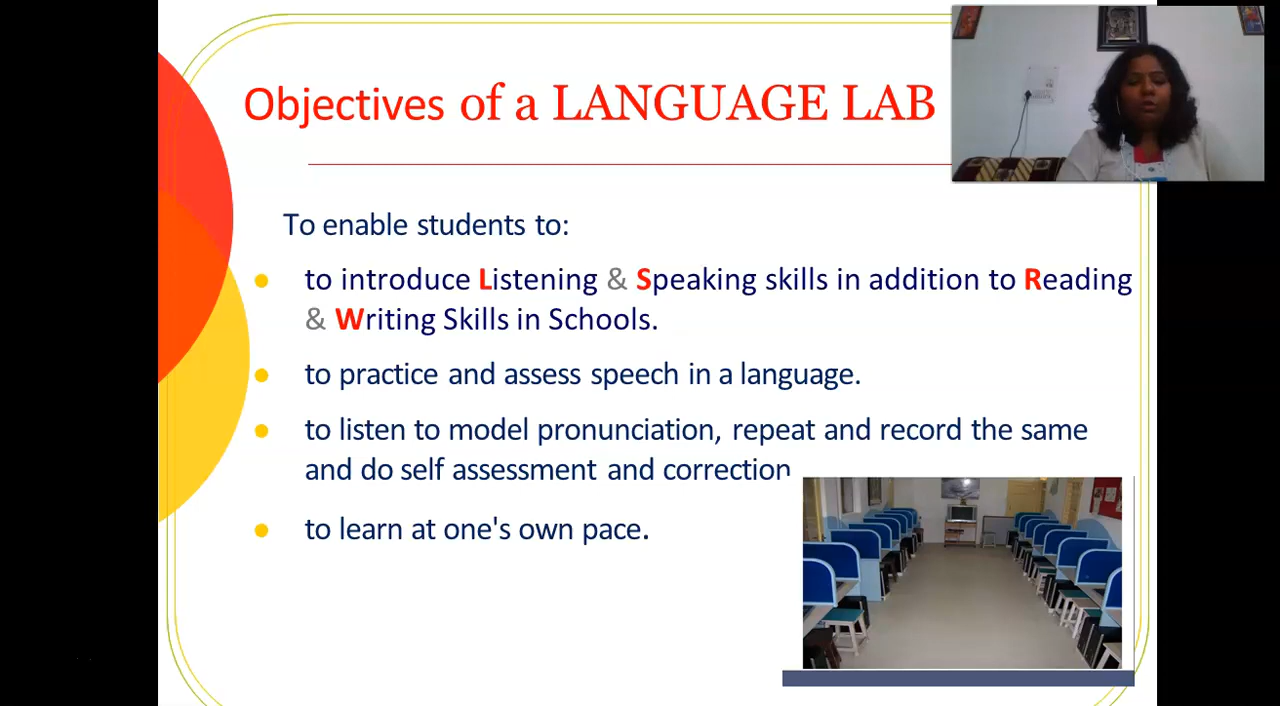 Objectives of a LANGUAGE LAB
To enable students to:
to introduce Listening & Speaking skills in addition to Reading
& Writing Skills in Schools.
to practice and assess speech in a language.
to listen to model pronunciation, repeat and record the same
and do self assessment and correction
to learn at one's own pace.